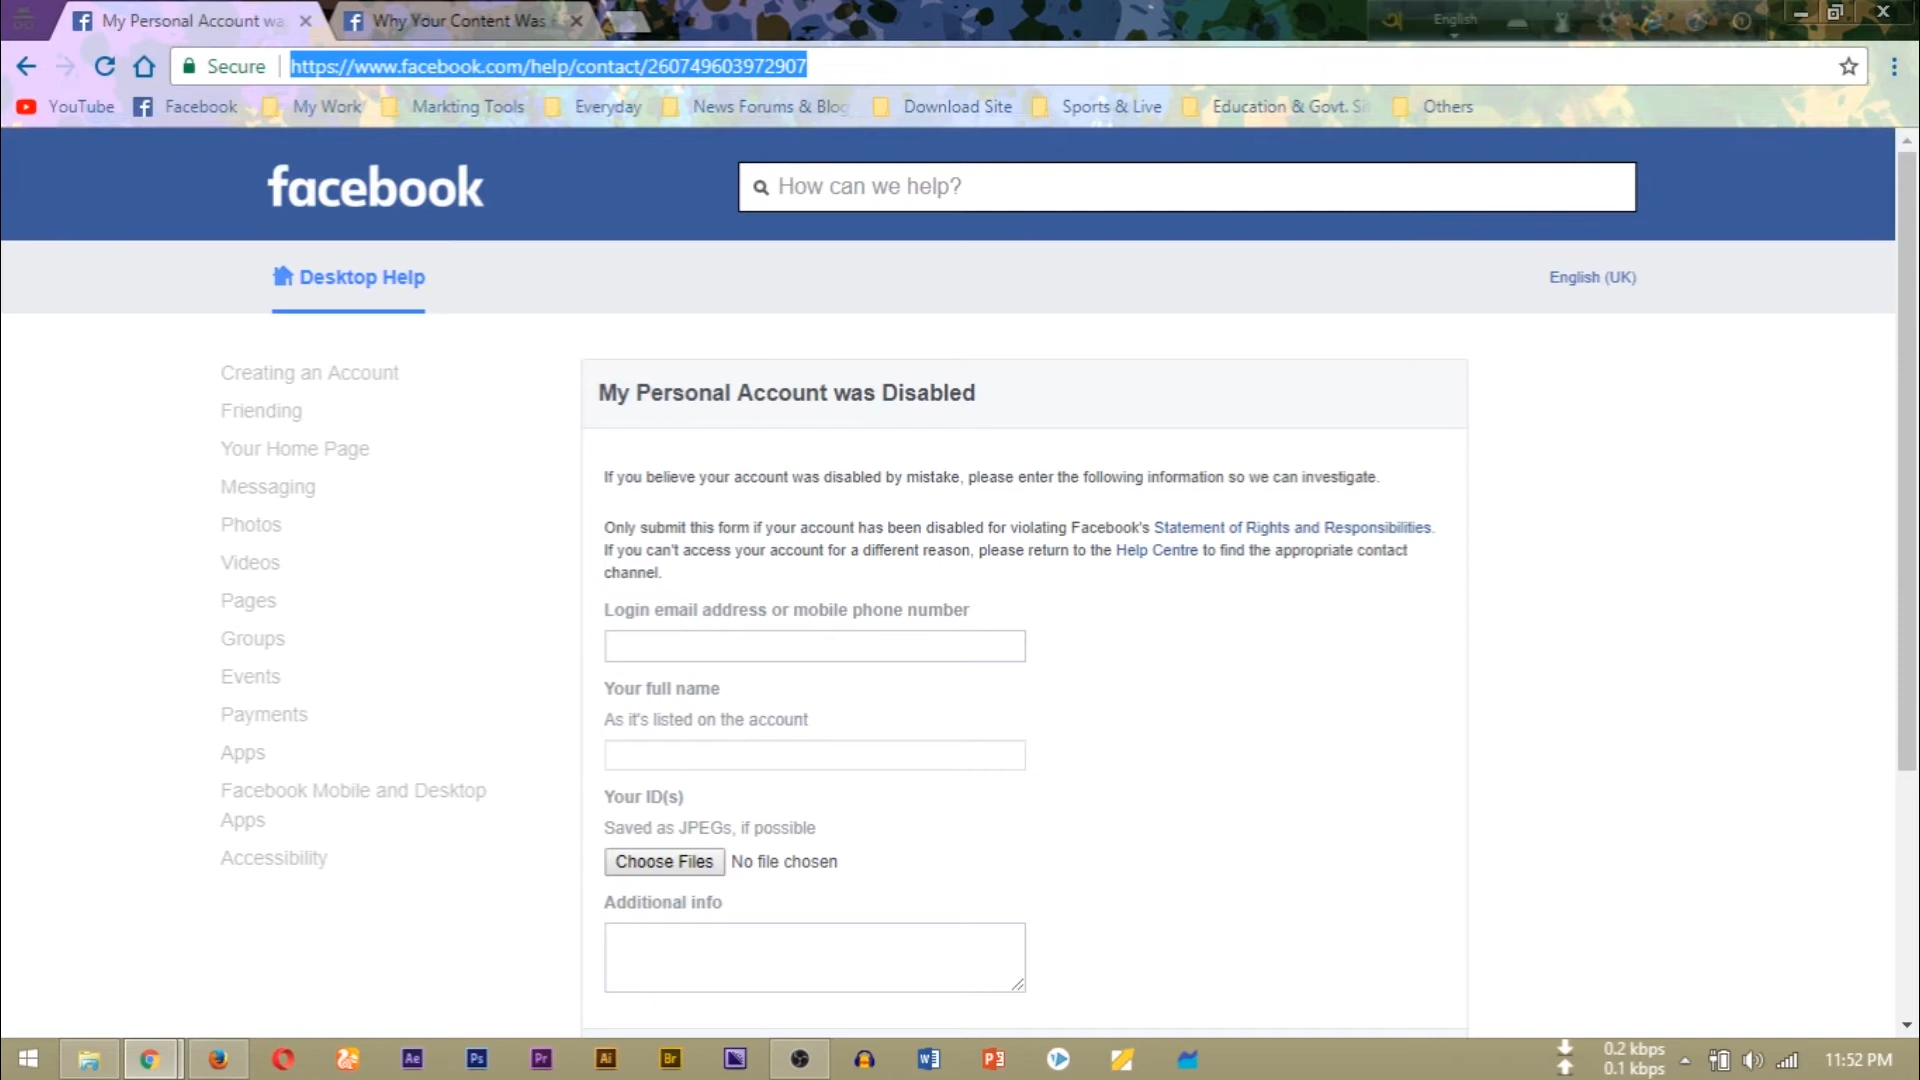 My Personal Account wa
Why Your Content Was
English
Secure
https://www.facebook.com/help/contact/260749603972907
YouTube
Facebook
My Work
Markting Tools
Everyday
News Forums & Blog
Download Site
Sports & Live
Education & Govt. Si
Others
facebook
How can we help?
Desktop Help
English (UK)
Creating an Account
Friending
Your Home Page
Messaging
Photos
Videos
Pages
Groups
Events
Payments
Apps
Facebook Mobile and Desktop
Apps
Accessibility
My Personal Account was Disabled
If you believe your account was disabled by mistake, please enter the following information so we can investigate.
Only submit this form if your account has been disabled for violating Facebook's Statement of Rights and Responsibilities.
If you can't access your account for a different reason, please return to the Help Centre to find the appropriate contact
channel.
Login email address or mobile phone number
Your full name
As it's listed on the account
Your ID(s)
Saved as JPEGs, if possible
Choose Files No file chosen
Additional info
Ae
Ps
Pr
Ai
Br
0.2 kbps
0.1 kbps
11:52 PM